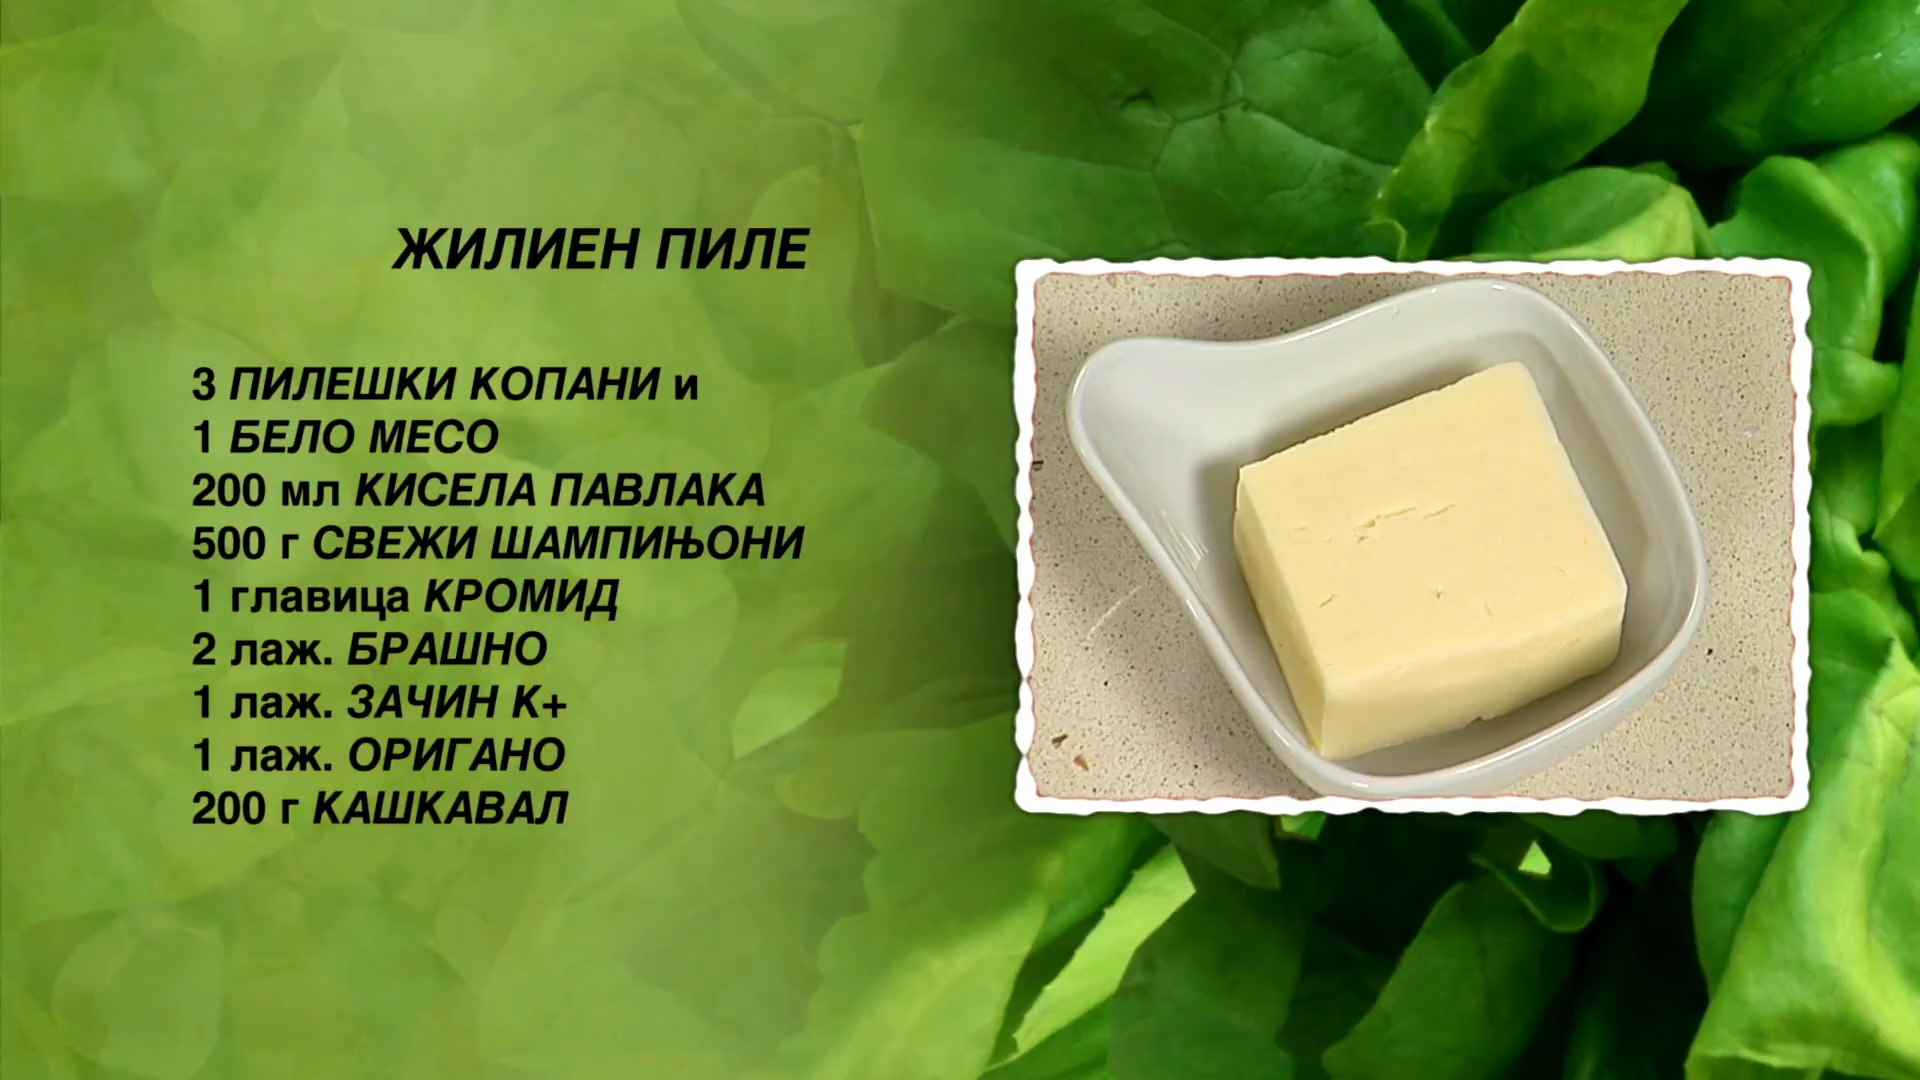 ЖИЛИЕН ПИЛЕ
3 ПИЛЕШКИ КОПАНИ и
1 БЕЛО МЕСО
200 мл КИСЕЛА ПАВЛАКА
500 г СВЕЖИ ШАМПИЊОНИ
1 главица КРОМИД
2 лаж. БРАШНО
1 лаж. ЗАЧИН К+
1 лаж. ОРИГАНО
200 г КАШКАВАЛ